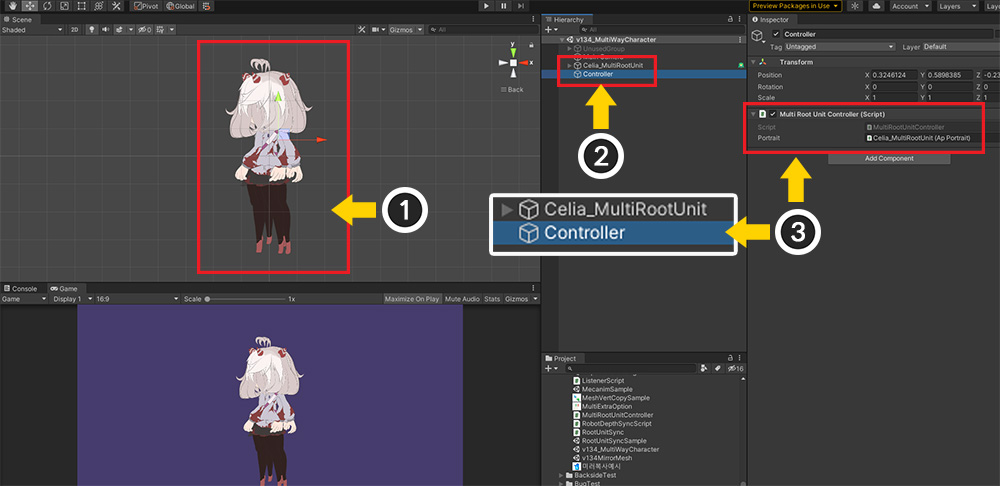 Pivot Global
Preview Packages in Use
Account
Layers
Scene
Shaded 2D 0 Gizmos All
Back
1
Console Game
Game Display 1 16:9 Scale 1x Maximize On Play Mute Audio Stats Gizmos
Hierarchy
All
v134_MultiWayCharacter
UnusedGroup
Celia_MultiRootUnit
Controller
2
Celia_MultiRootUnit
Controller
3
Project
16
ListenerScript
MecanimSample
MeshVertCopySample
MultiExtraOption
MultiRootUnitController
RobotDepthSyncScript
RootUnitSync
RootUnitSyncSample
v134_MultiWayCharacter
v134MirrorMesh
미러복사예시
BacksideTest
BugTest
Inspector
Controller
Tag Untagged Layer Default
Transform
Position X 0.3246124 Y 0.5898385 Z -0.23
Rotation X 0 Y 0 Z 0
Scale X 1 Y 1 Z 1
Multi Root Unit Controller (Script)
Script MultiRootUnitController
Portrait Celia_MultiRootUnit (Ap Portrait)
Add Component